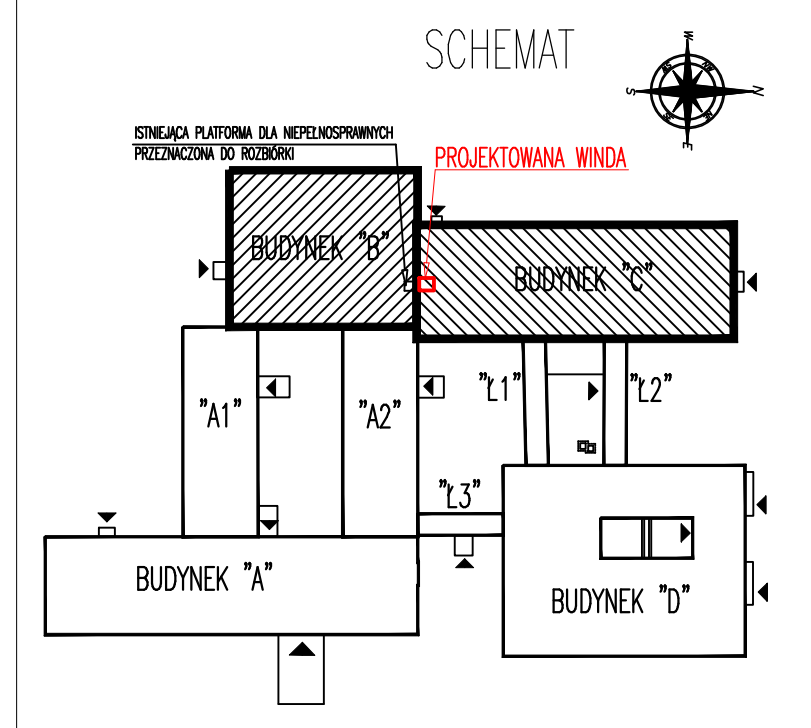 SCHEMAT
W
S
N
E
ISTNIEJĄCA PLATFORMA DLA NIEPEŁNOSPRAWNYCH
PRZEZNACZONA DO ROZBIÓRKI
PROJEKTOWANA WINDA
BUDYNEK "B"
BUDYNEK "C"
"A1"
"A2"
"Ł1"
"Ł2"
"Ł3"
BUDYNEK "A"
BUDYNEK "D"